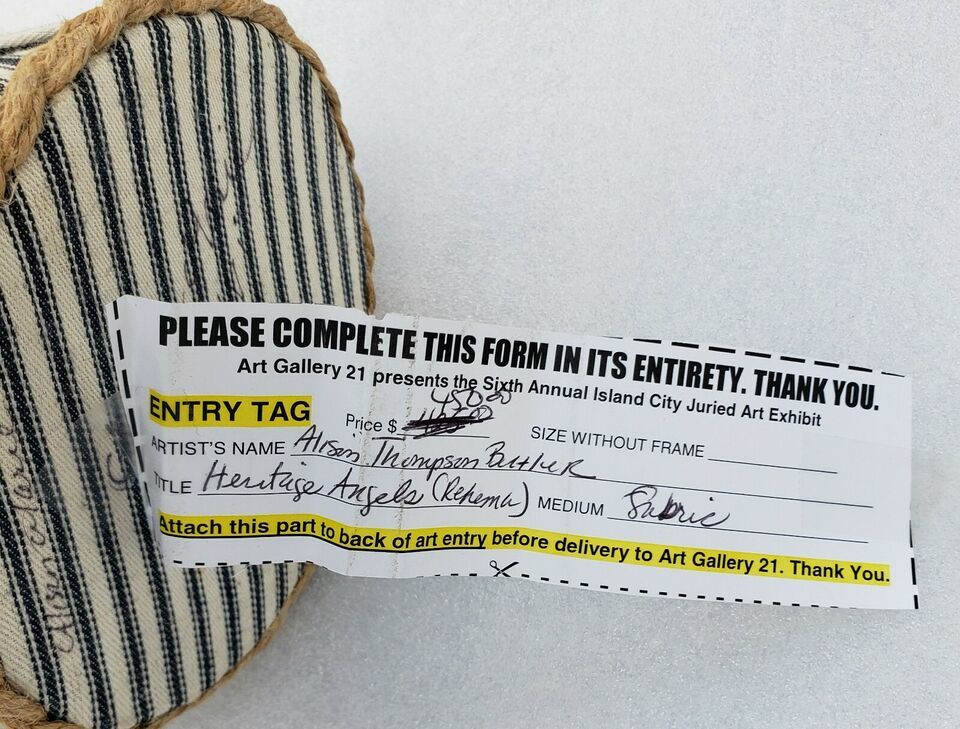 PLEASE COMPLETE THIS FORM IN ITS ENTIRETY. THANK YOU.
Art Gallery 21 presents the Sixth Annual Island City Juried Art Exhibit
ENTRY TAG Price $ 450.00 SIZE WITHOUT FRAME
ARTIST'S NAME Alison Thompson Butler
TITLE Heritage Angels (Rehema) MEDIUM Fabric
Attach this part to back of art entry before delivery to Art Gallery 21. Thank You.